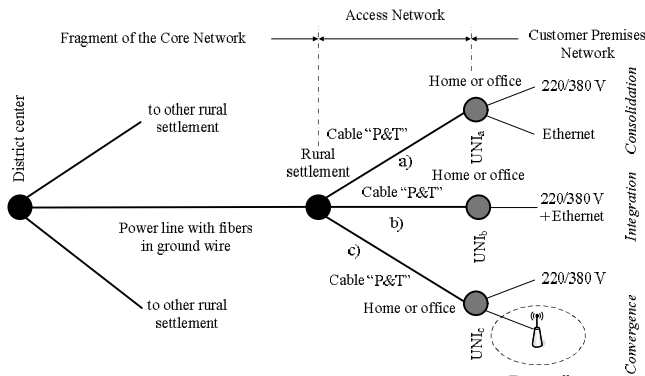 Access Network
Fragment of the Core Network
Customer Premises
Network
Home or office
220/380 V
Consolidation
District center
to other rural
settlement
Cable “P&T”
a)
UNIa
Ethernet
Rural
settlement
Home or office
Cable “P&T”
b)
220/380 V
+Ethernet
Integration
Power line with fibers
in ground wire
UNIb
c)
Cable “P&T”
220/380 V
Home or office
to other rural
settlement
UNIc
Convergence